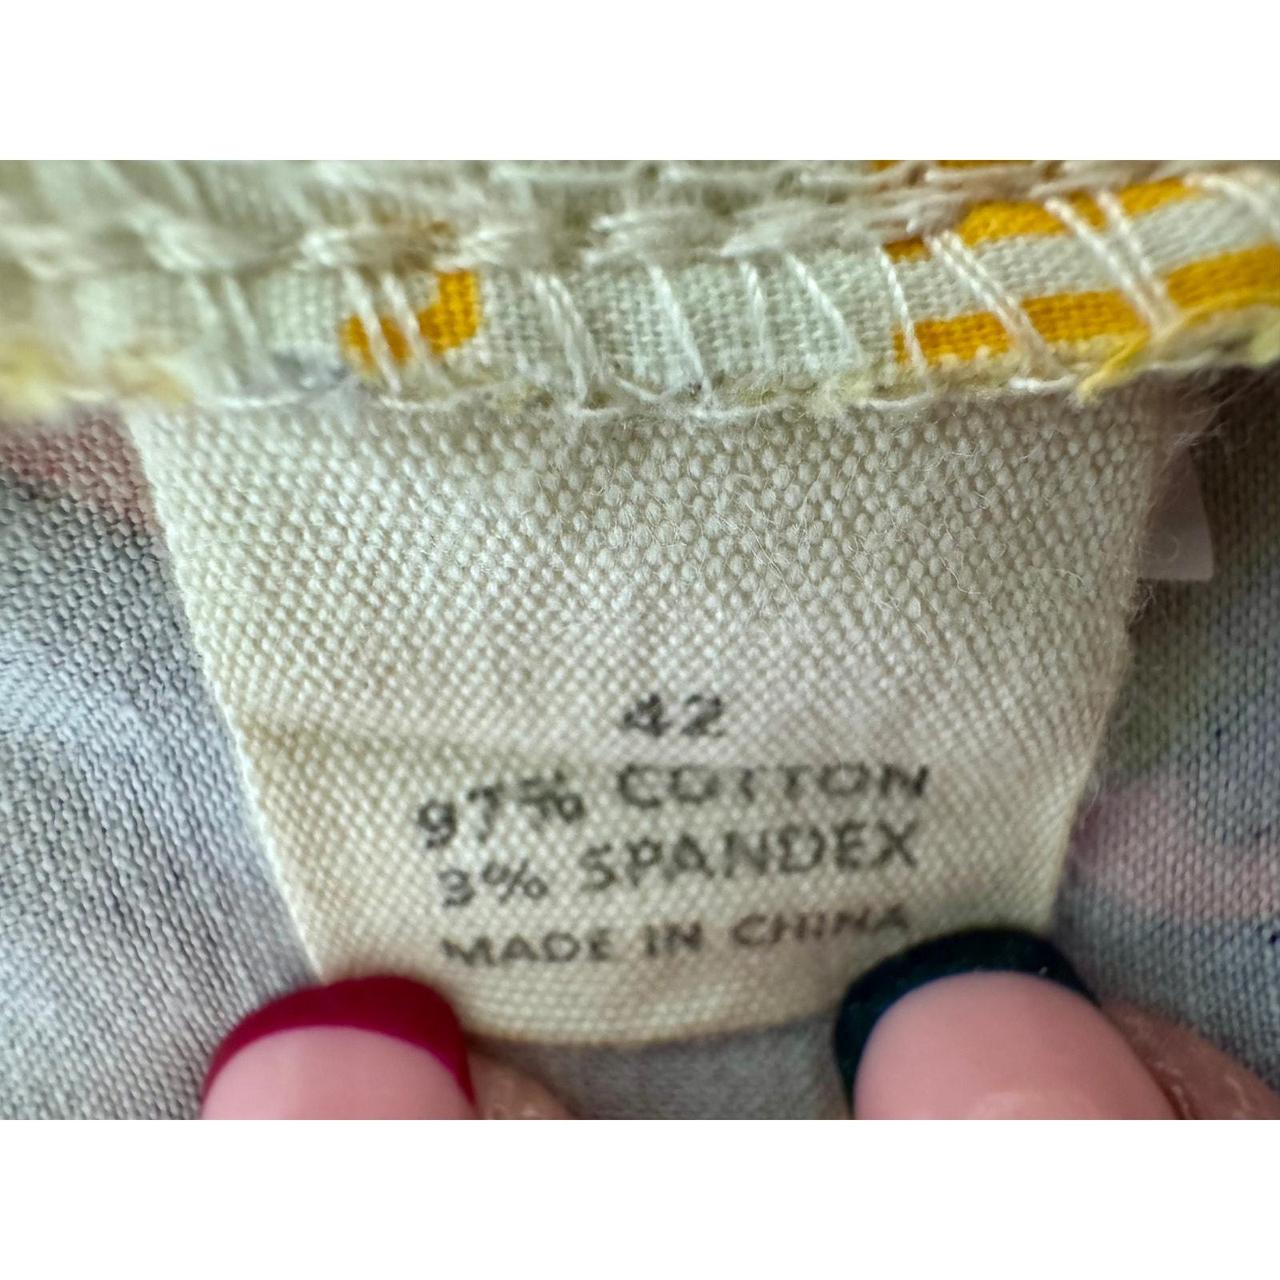 42
97% COTTON
3% SPANDEX
MADE IN CHINA